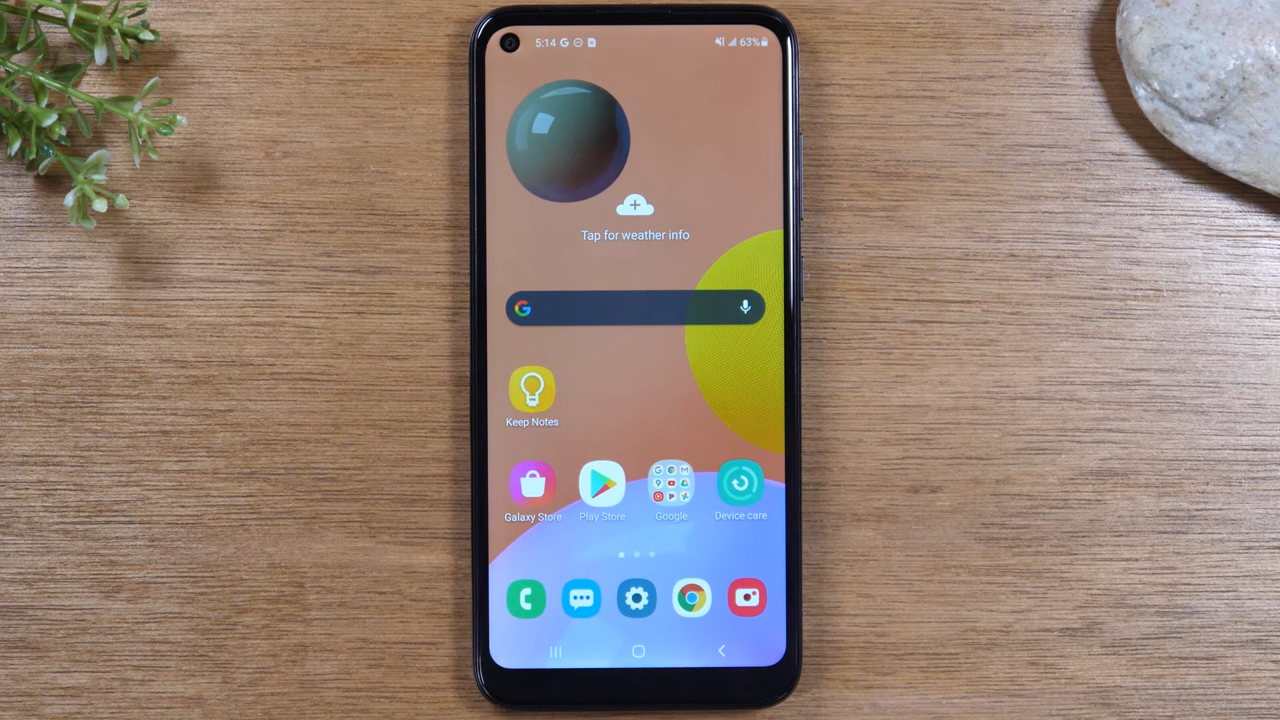 5:14 G 63%
Tap for weather info
G
Keep Notes
Galaxy Store Play Store Google Device care